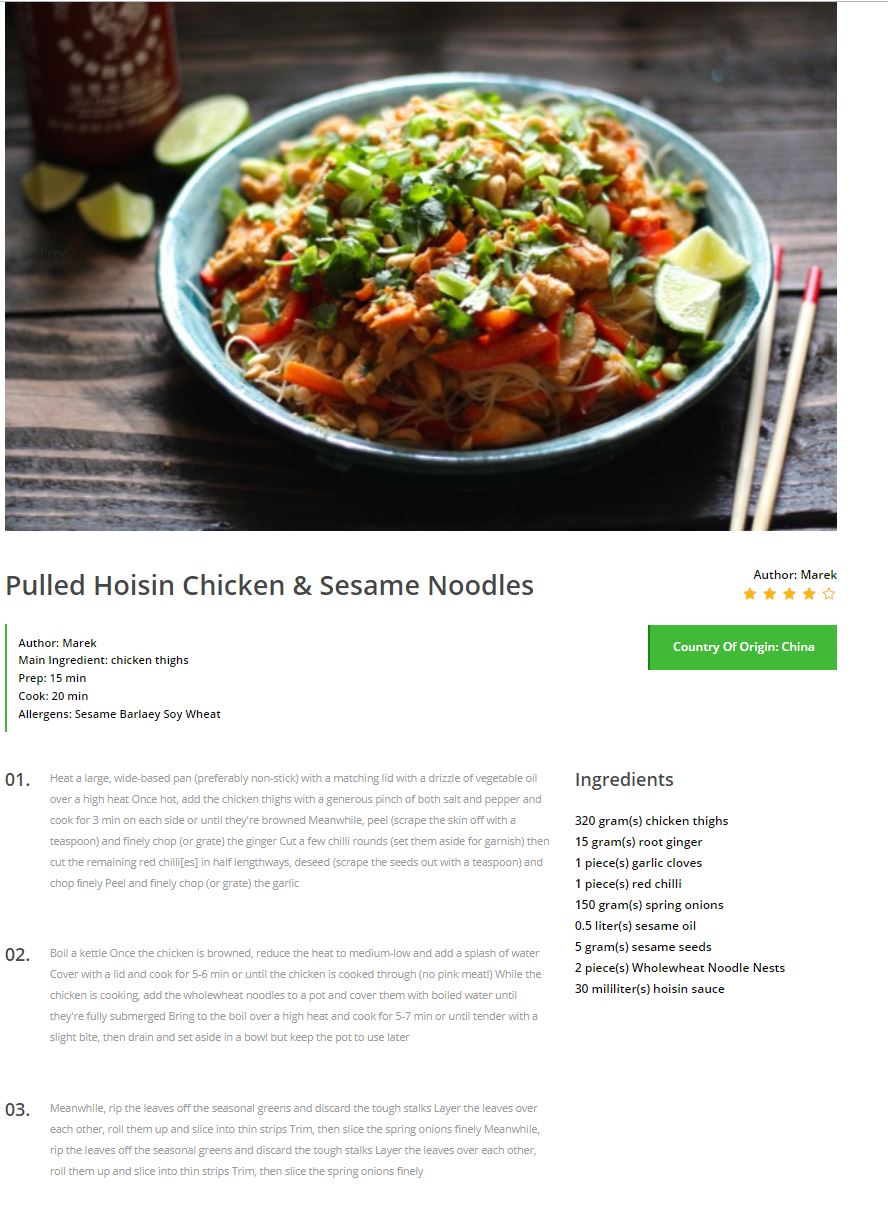 Prev
Pulled Hoisin Chicken & Sesame Noodles
Author: Marek
Author: Marek
Main Ingredient: chicken thighs
Prep: 15 min
Cook: 20 min
Allergens: Sesame Barlaey Soy Wheat
Country Of Origin: China
01.
Heat a large, wide-based pan (preferably non-stick) with a matching lid with a drizzle of vegetable oil
over a high heat Once hot, add the chicken thighs with a generous pinch of both salt and pepper and
cook for 3 min on each side or until they're browned Meanwhile, peel (scrape the skin off with a
teaspoon) and finely chop (or grate) the ginger Cut a few chilli rounds (set them aside for garnish) then
cut the remaining red chilli[es] in half lengthways, deseed (scrape the seeds out with a teaspoon) and
chop finely Peel and finely chop (or grate) the garlic
02.
Boil a kettle Once the chicken is browned, reduce the heat to medium-low and add a splash of water
Cover with a lid and cook for 5-6 min or until the chicken is cooked through (no pink meat!) While the
chicken is cooking, add the wholewheat noodles to a pot and cover them with boiled water until
they're fully submerged Bring to the boil over a high heat and cook for 5-7 min or until tender with a
slight bite, then drain and set aside in a bowl but keep the pot to use later
03.
Meanwhile, rip the leaves off the seasonal greens and discard the tough stalks Layer the leaves over
each other, roll them up and slice into thin strips Trim, then slice the spring onions finely Meanwhile,
rip the leaves off the seasonal greens and discard the tough stalks Layer the leaves over each other,
roll them up and slice into thin strips Trim, then slice the spring onions finely
Ingredients
320 gram(s) chicken thighs
15 gram(s) root ginger
1 piece(s) garlic cloves
1 piece(s) red chilli
150 gram(s) spring onions
0.5 liter(s) sesame oil
5 gram(s) sesame seeds
2 piece(s) Wholewheat Noodle Nests
30 mililiter(s) hoisin sauce